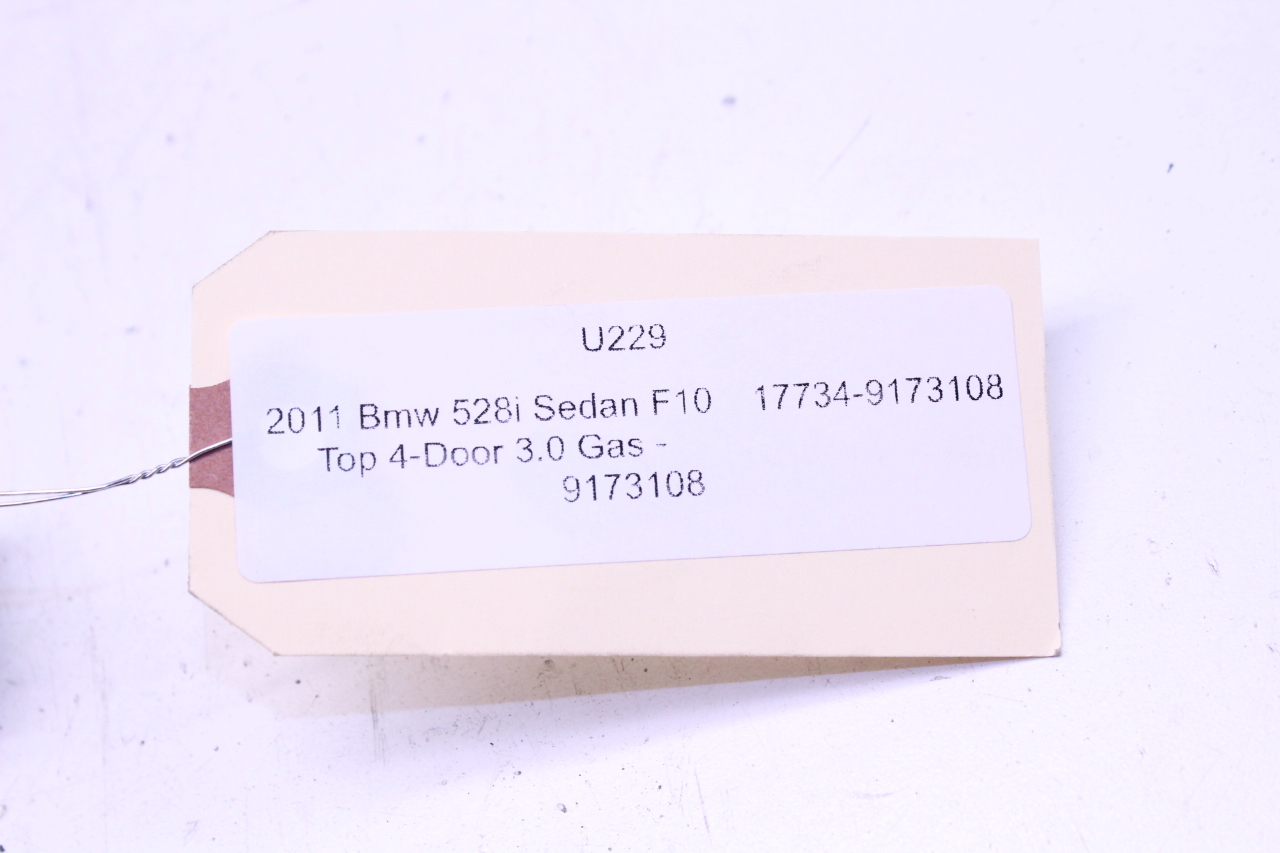 U229
2011 Bmw 528i Sedan F10 17734-9173108
Top 4-Door 3.0 Gas -
9173108